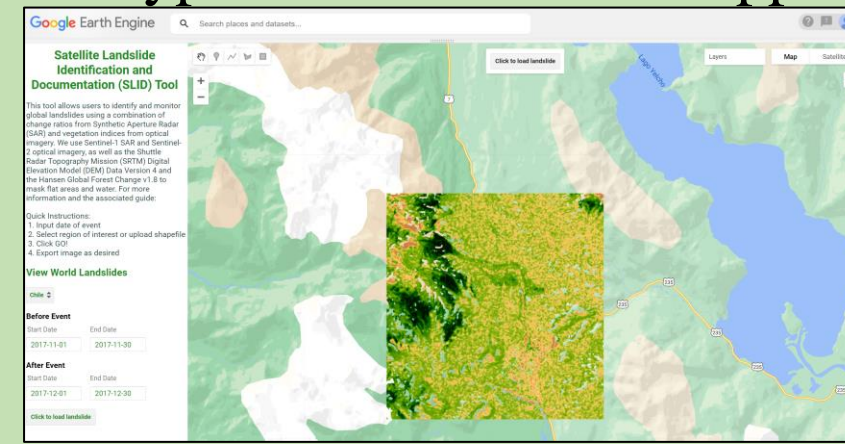 Google Earth Engine
Search places and datasets...
Satellite Landslide
Identification and
Documentation (SLID) Tool
This tool allows users to identify and monitor
global landslides using a combination of
change ratios from Synthetic Aperture Radar
(SAR) and vegetation indices from optical
imagery. We use Sentinel-1 SAR and Sentinel-
2 optical imagery, as well as the Shuttle
Radar Topography Mission (SRTM) Digital
Elevation Model (DEM) Data Version 4 and
the Hansen Global Forest Change v1.8 to
mask flat areas and water. For more
information and the associated guide:
Quick Instructions:
1. Input date of event
2. Select region of interest or upload shapefile
3. Click GO!
4. Export image as desired
View World Landslides
Chile
Before Event
Start Date End Date
2017-11-01 2017-11-30
After Event
Start Date End Date
2017-12-01 2017-12-30
Click to load landslide
Click to load landslide
Layers
Map
Satellite
Lago Yelcho
7
235
235
235
235
235